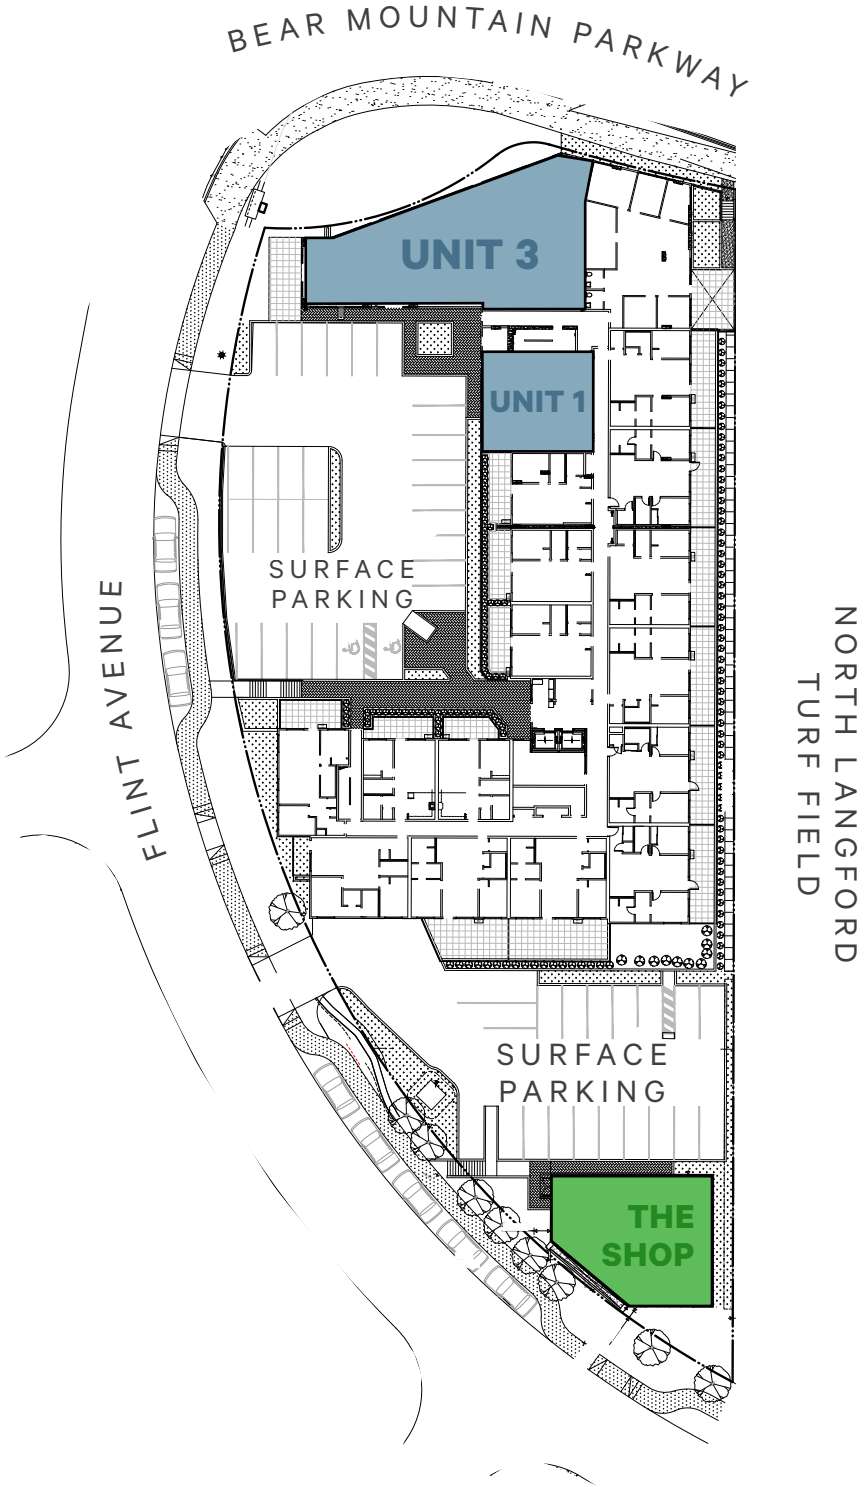 BEAR MOUNTAIN PARKWAY
UNIT 3
UNIT 1
SURFACE
PARKING
FLINT AVENUE
NORTH LANGFORD
TURF FIELD
SURFACE
PARKING
THE
SHOP